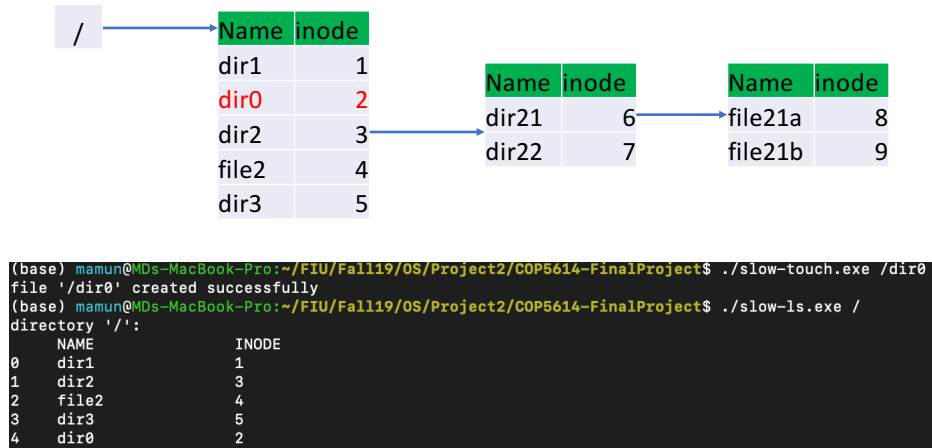 /
Name inode
dir1 1
dir0 2
dir2 3
file2 4
dir3 5
Name inode
dir21 6
dir22 7
Name inode
file21a 8
file21b 9
(base) mamun@MDs-MacBook-Pro:~/FIU/Fall19/OS/Project2/COP5614-FinalProject$ ./slow-touch.exe /dir0
file '/dir0' created successfully
(base) mamun@MDs-MacBook-Pro:~/FIU/Fall19/OS/Project2/COP5614-FinalProject$ ./slow-ls.exe /
directory '/':
NAME INODE
0 dir1 1
1 dir2 3
2 file2 4
3 dir3 5
4 dir0 2